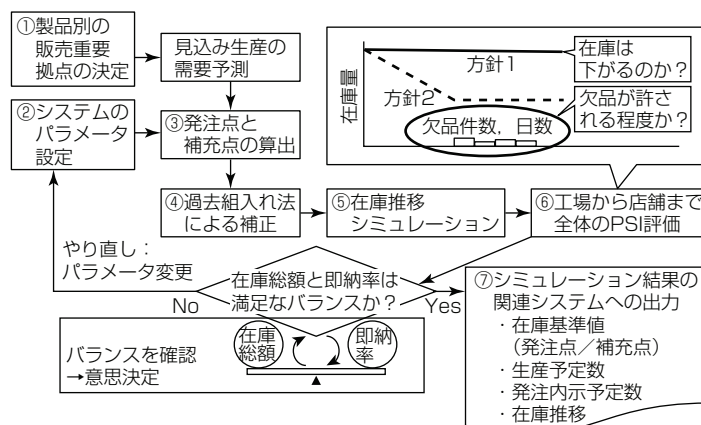 ①製品別の
販売重要
拠点の決定
見込み生産の
需要予測
②システムの
パラメータ
設定
③発注点と
補充点の算出
④過去組入れ法
による補正
⑤在庫推移
シミュレーション
⑥工場から店舗まで
全体のPSI評価
在庫量
方針1
方針2
欠品件数，日数
在庫は
下がるのか？
欠品が許さ
れる程度か？
やり直し：
パラメータ変更
在庫総額と即納率は
満足なバランスか？
No
Yes
バランスを確認
→意思決定
在庫
総額
即納
率
⑦シミュレーション結果の
関連システムへの出力
・在庫基準値
（発注点／補充点）
・生産予定数
・発注内示予定数
・在庫推移